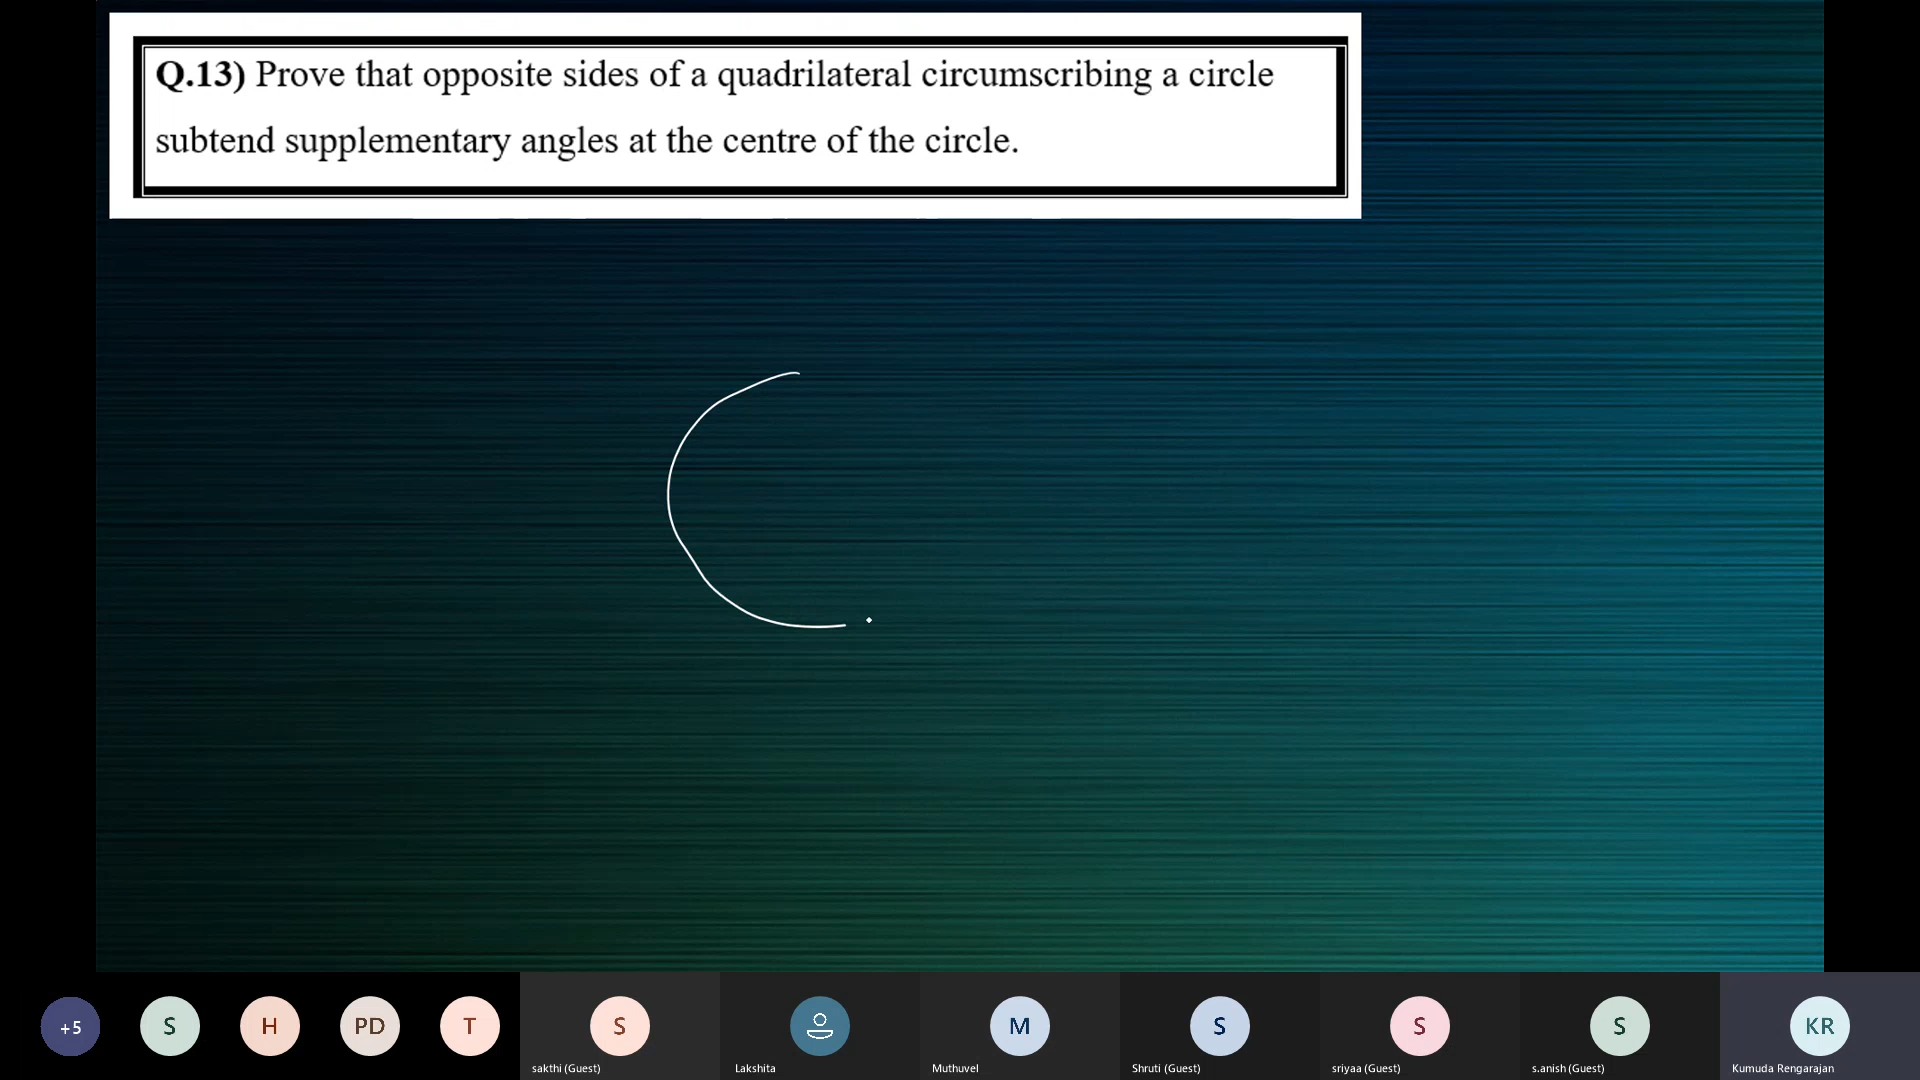 Q.13) Prove that opposite sides of a quadrilateral circumscribing a circle
subtend supplementary angles at the centre of the circle.
+5
S
H
PD
T
S
M
S
S
S
KR
sakthi (Guest)
Lakshita
Muthuvel
Shruti (Guest)
sriyaa (Guest)
s.anish (Guest)
Kumuda Rengarajan